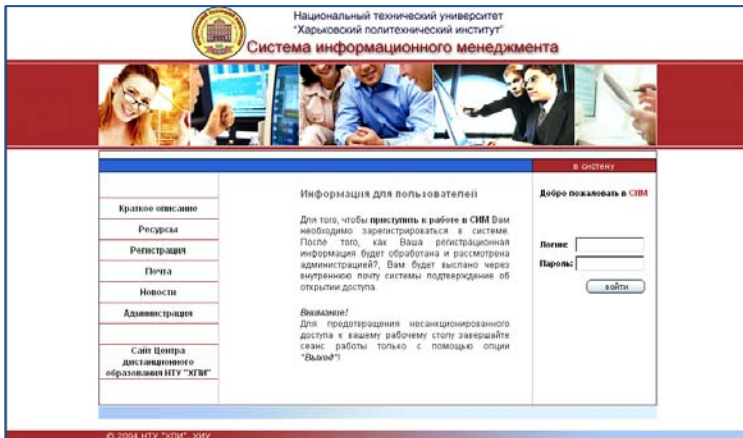 Национальный технический университет
"Харьковский политехнический институт"
Система информационного менеджмента
в систему
Информация для пользователей
Добро пожаловать в СИМ
Краткое описание
Ресурсы
Регистрация
Почта
Новости
Администрация
Сайт Центра
дистанционного
образования НТУ "ХПИ"
Для того, чтобы приступить к работе в СИМ Вам
необходимо зарегистрироваться в системе.
После того, как Ваша регистрационная
информация будет обработана и рассмотрена
администрацией?, Вам будет выслано через
внутреннюю почту системы подтверждение об
открытии доступа.
Внимание!
Для предотвращения несанкционированного
доступа к вашему рабочему столу завершайте
сеанс работы только с помощью опции
"Выход"!
Логин:
Пароль:
войти
© 2004 НТУ "ХПИ", ХИУ